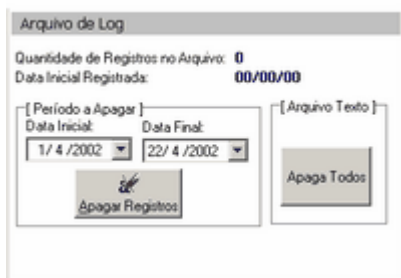 Arquivo de Log
Quantidade de Registros no Arquivo: 0
Data Inicial Registrada: 00/00/00
[ Período a Apagar ]
Data Inicial: Data Final:
1/ 4 /2002 22/ 4 /2002
Apagar Registros
[ Arquivo Texto ]
Apaga Todos